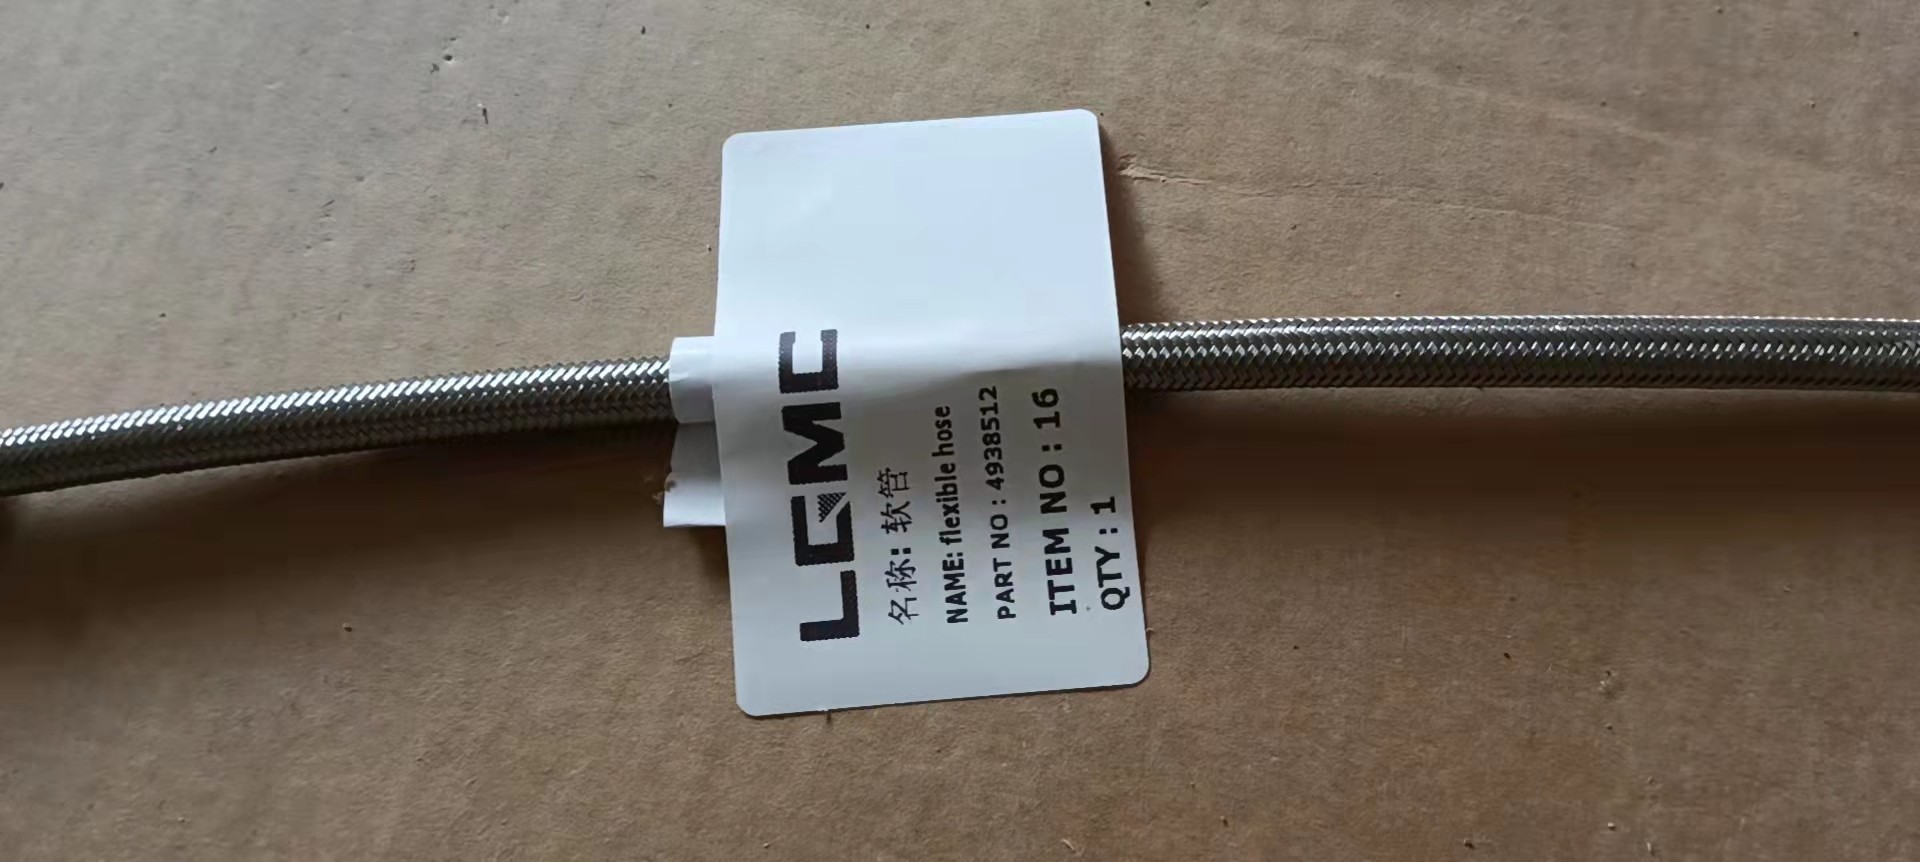 LGMC
名称: 软管
NAME: flexible hose
PART NO : 4938512
ITEM NO : 16
QTY : 1